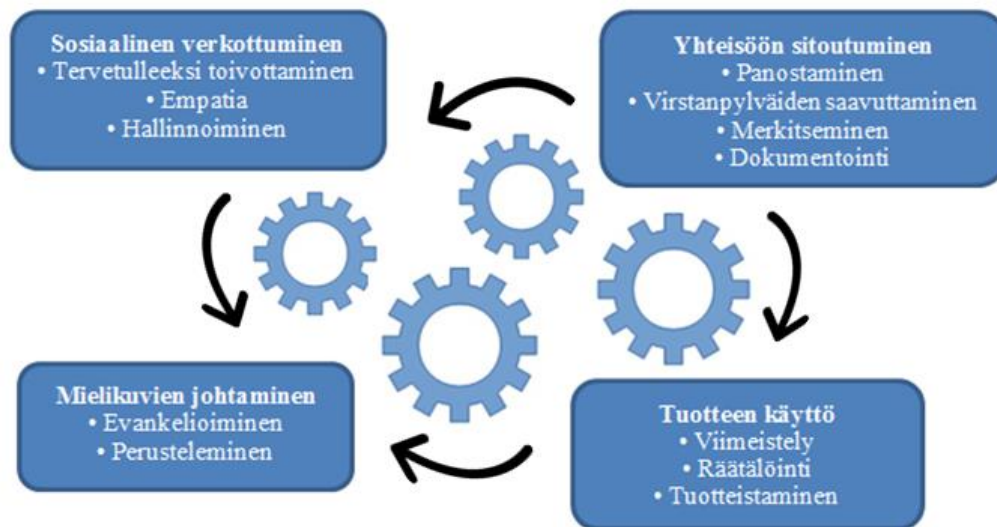 Sosiaalinen verkottuminen
• Tervetulleeksi toivottaminen
• Empatia
• Hallinnoiminen
Yhteisöön sitoutuminen
• Panostaminen
• Virstanpylväiden saavuttaminen
• Merkitseminen
• Dokumentointi
Mielikuvien johtaminen
• Evankelioiminen
• Perusteleminen
Tuotteen käyttö
• Viimeistely
• Räätälöinti
• Tuotteistaminen